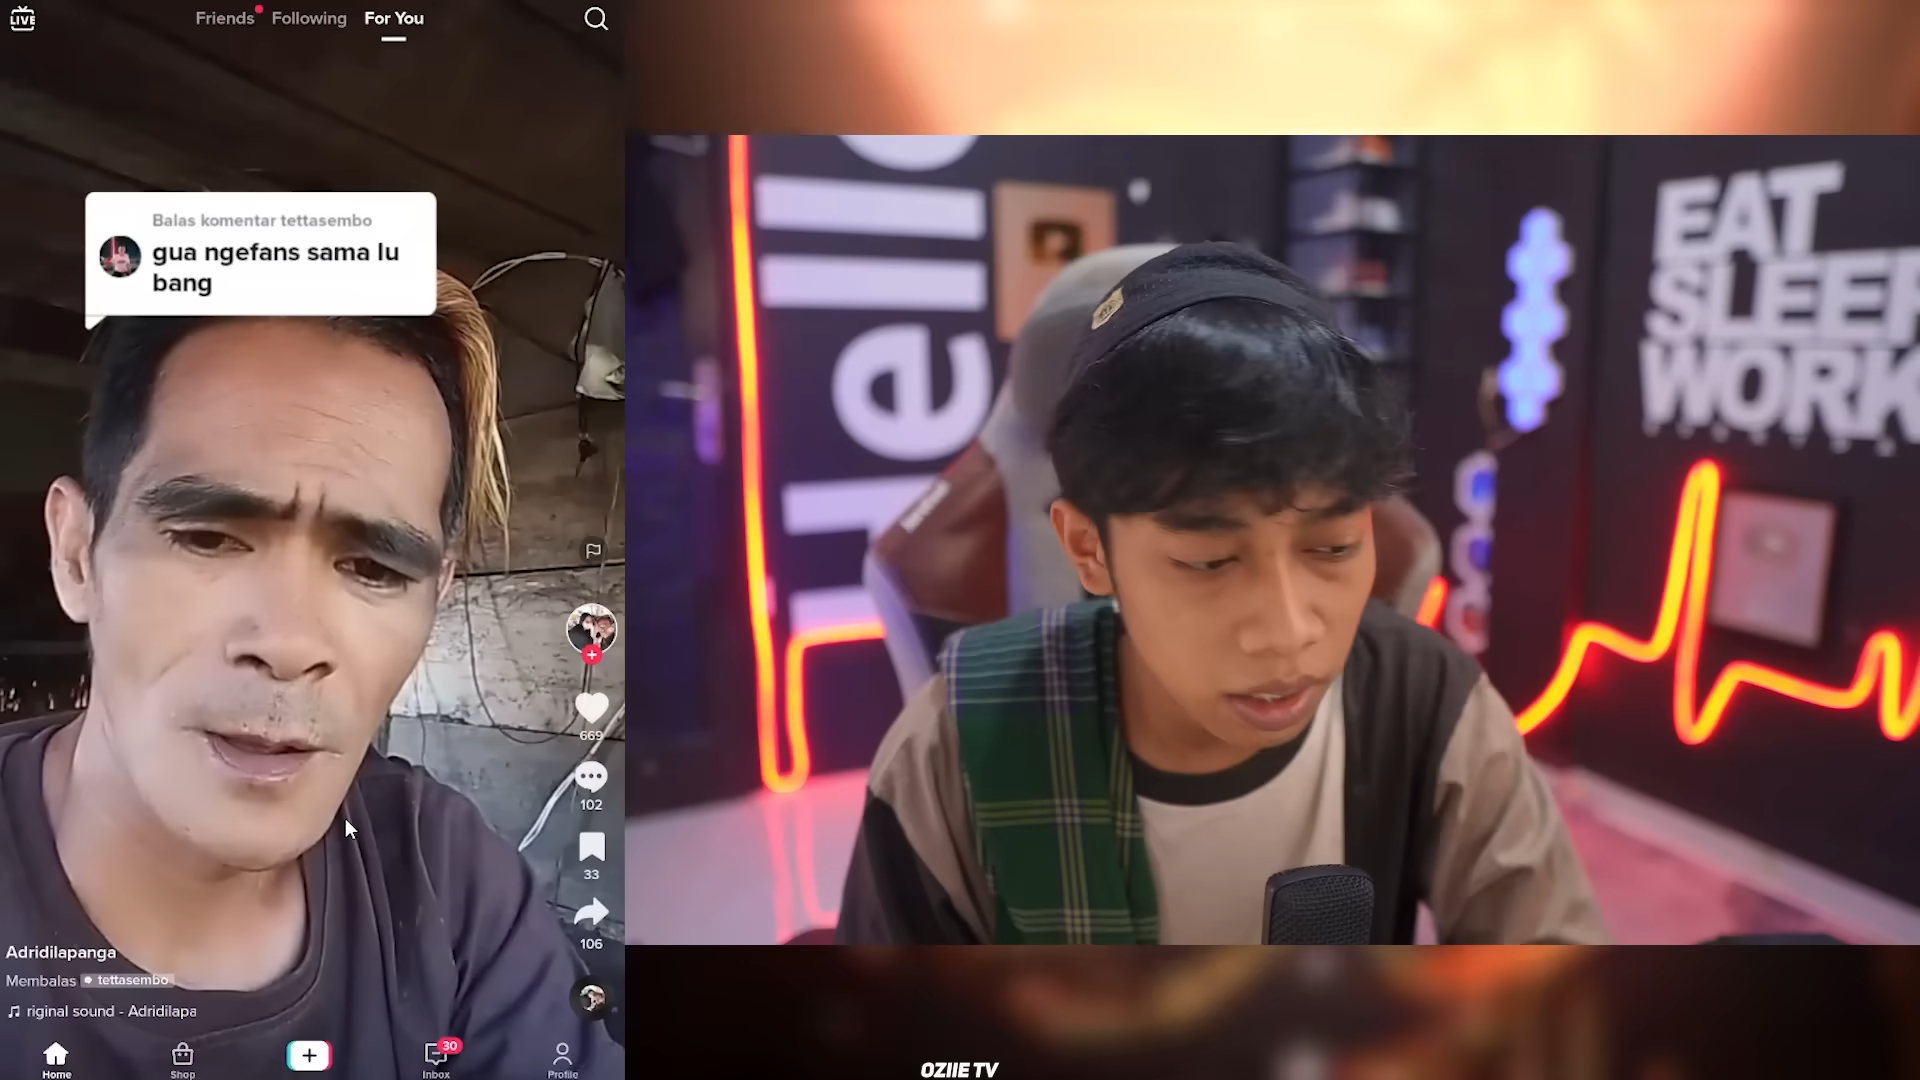 LIVE
Friends
Following
For You
Balas komentar tettasembo
gua ngefans sama lu
bang
669
102
33
106
Adridilapanga
Membalas tettasembo
riginal sound - Adridilapa
Home
Shop
30
Inbox
Profile
Hello
EAT
SLEEP
WORK
OZIIE TV